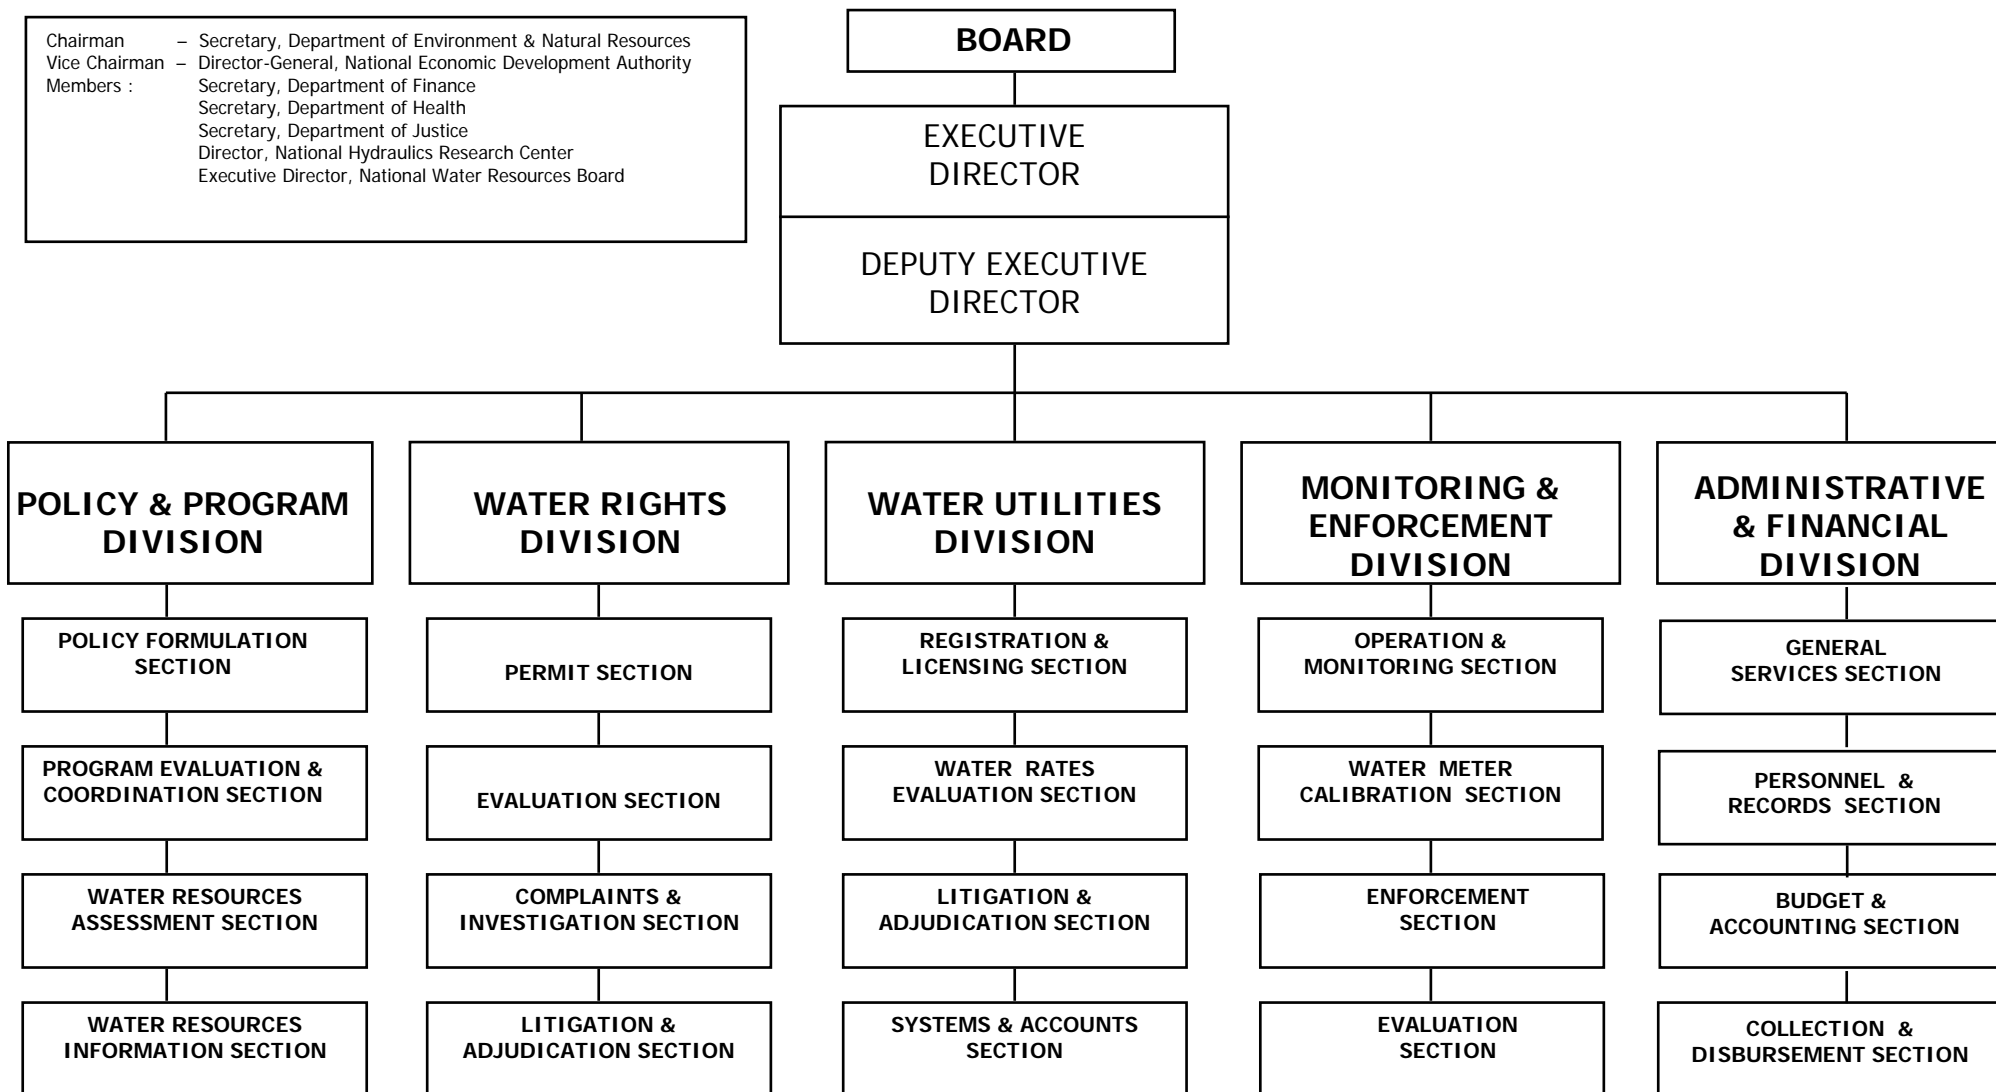 Chairman – Secretary, Department of Environment & Natural Resources
Vice Chairman – Director-General, National Economic Development Authority
Members : Secretary, Department of Finance
Secretary, Department of Health
Secretary, Department of Justice
Director, National Hydraulics Research Center
Executive Director, National Water Resources Board
BOARD
EXECUTIVE
DIRECTOR
DEPUTY EXECUTIVE
DIRECTOR
POLICY & PROGRAM
DIVISION
POLICY FORMULATION
SECTION
PROGRAM EVALUATION &
COORDINATION SECTION
WATER RESOURCES
ASSESSMENT SECTION
WATER RESOURCES
INFORMATION SECTION
WATER RIGHTS
DIVISION
PERMIT SECTION
EVALUATION SECTION
COMPLAINTS &
INVESTIGATION SECTION
LITIGATION &
ADJUDICATION SECTION
WATER UTILITIES
DIVISION
REGISTRATION &
LICENSING SECTION
WATER RATES
EVALUATION SECTION
LITIGATION &
ADJUDICATION SECTION
SYSTEMS & ACCOUNTS
SECTION
MONITORING &
ENFORCEMENT
DIVISION
OPERATION &
MONITORING SECTION
WATER METER
CALIBRATION SECTION
ENFORCEMENT
SECTION
EVALUATION
SECTION
ADMINISTRATIVE
& FINANCIAL
DIVISION
GENERAL
SERVICES SECTION
PERSONNEL &
RECORDS SECTION
BUDGET &
ACCOUNTING SECTION
COLLECTION &
DISBURSEMENT SECTION